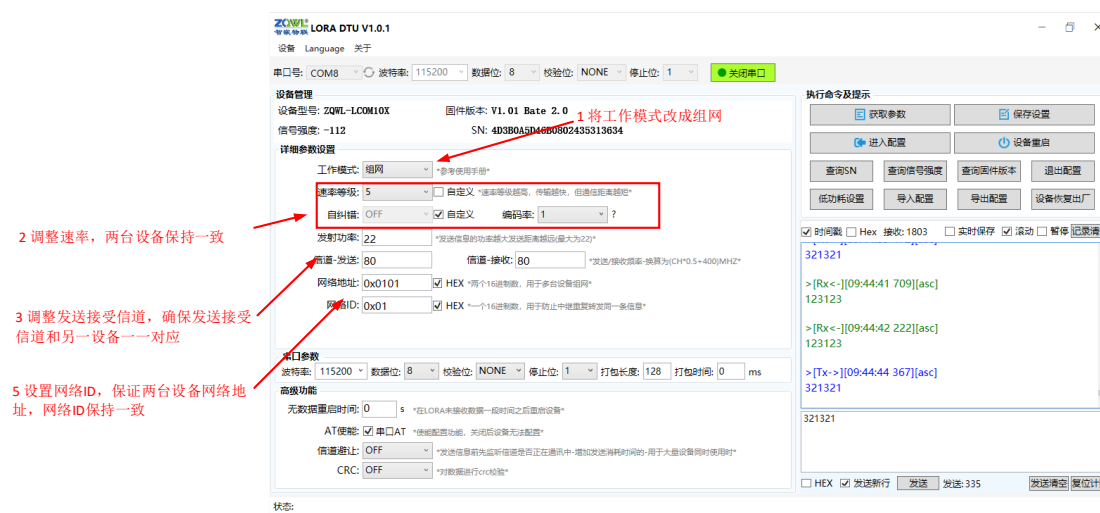 ZQWL
智嵌物联 LORA DTU V1.0.1
设备 Language 关于
串口号: COM8 波特率: 115200 数据位: 8 校验位: NONE 停止位: 1 关闭串口
设备管理
设备型号: ZQWL-LCOM10X 固件版本: V1.01 Bate 2.0
信号强度: -112 SN: 4D3B0A5D46B0802435313634
1 将工作模式改成组网
详细参数设置
工作模式: 组网 *参考使用手册*
速率等级: 5 自定义 *速率等级越高，传输越快，但通信距离越短*
自纠错: OFF 自定义 编码率: 1 ?
2 调整速率，两台设备保持一致
发射功率: 22 *发送信息的功率越大发送距离越远(最大为22)*
信道-发送: 80 信道-接收: 80 *发送/接收频率-换算为(CH*0.5+400)MHZ*
网络地址: 0x0101 HEX *两个16进制数，用于多台设备组网*
网络ID: 0x01 HEX *一个16进制数，用于防止中继重复转发同一条信息*
3 调整发送接受信道，确保发送接受
信道和另一设备一一对应
串口参数
波特率: 115200 数据位: 8 校验位: NONE 停止位: 1 打包长度: 128 打包时间: 0 ms
5 设置网络ID，保证两台设备网络地
址，网络ID保持一致
高级功能
无数据重启时间: 0 s *在LORA未接收数据一段时间之后重启设备*
AT使能: 串口AT *使能配置功能，关闭后设备无法配置*
信道避让: OFF *发送信息前先监听信道是否正在通讯中-增加发送消耗时间的-用于大量设备同时使用时*
CRC: OFF *对数据进行crc校验*
状态:
执行命令及提示
获取参数 保存设置
进入配置 设备重启
查询SN 查询信号强度 查询固件版本 退出配置
低功耗设置 导入配置 导出配置 设备恢复出厂
时间戳 Hex 接收: 1803 实时保存 滚动 暂停 记录清
321321
>[Rx<-][09:44:41 709][asc]
123123
>[Rx<-][09:44:42 222][asc]
123123
>[Tx->][09:44:44 367][asc]
321321
321321
HEX 发送新行 发送 发送: 335 发送清空 复位计